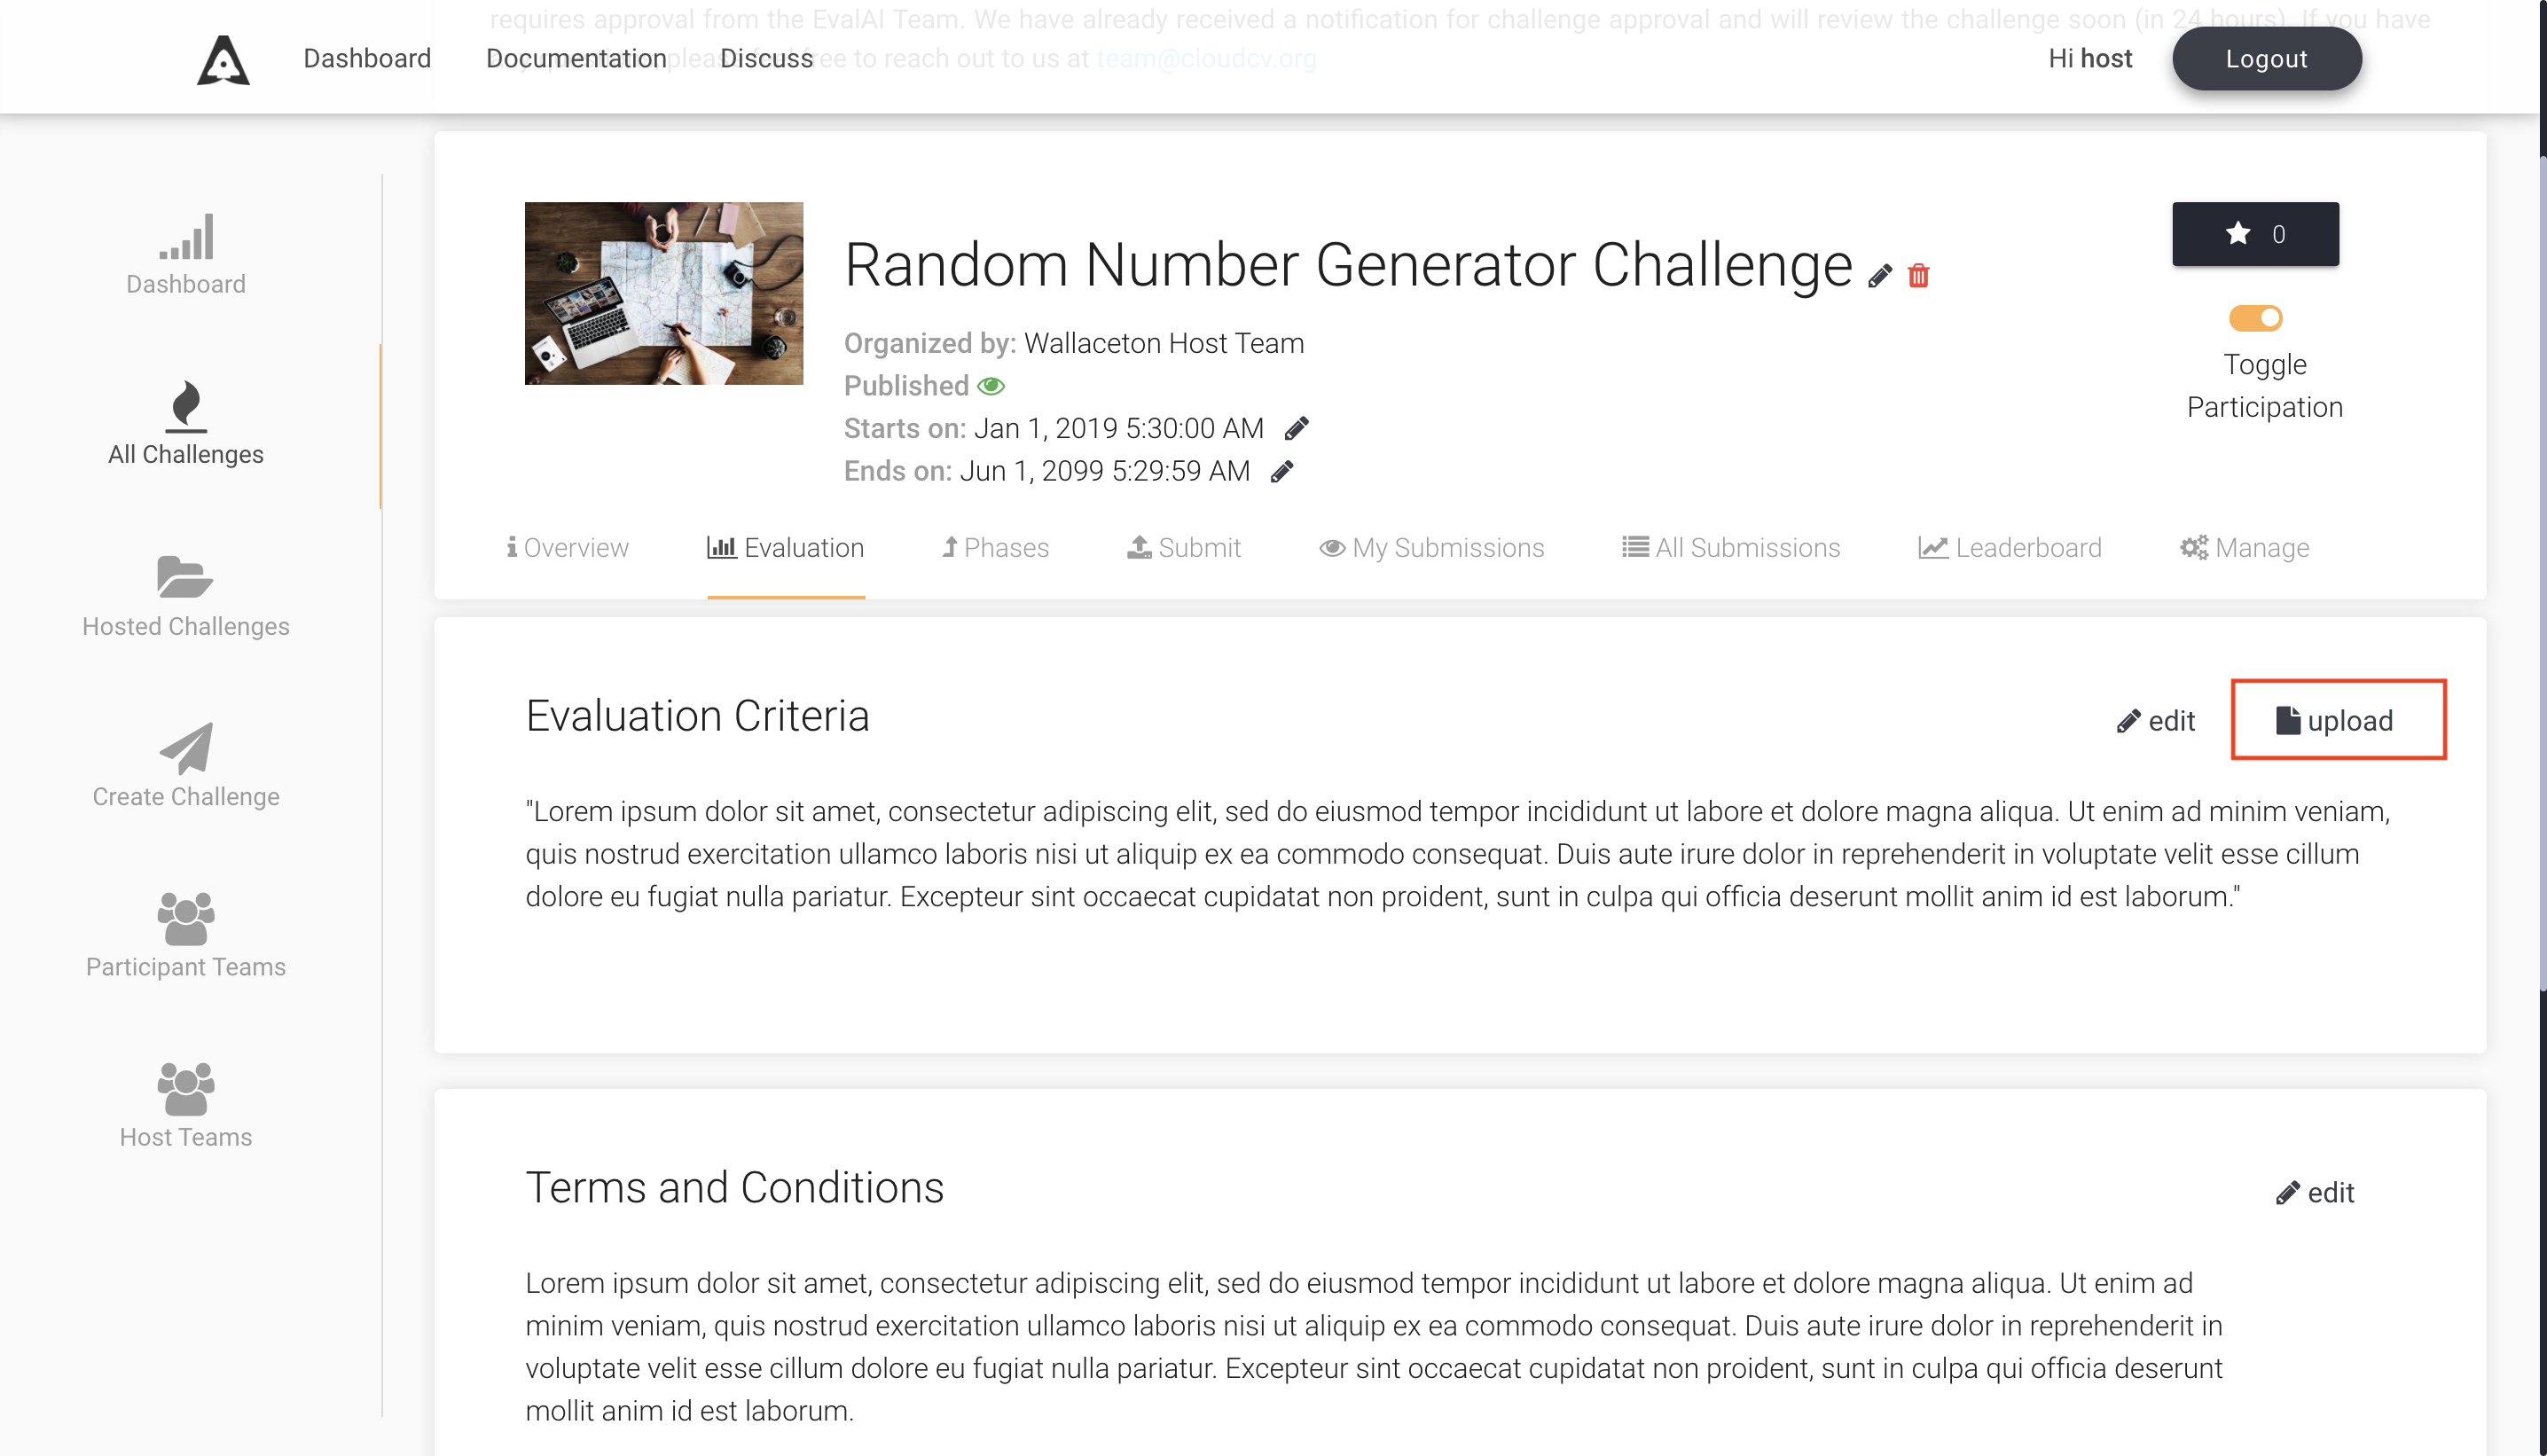 requires approval from the EvalAI Team. We have already received a notification for challenge approval and will review the challenge soon (in 24 hours). If you have
please feel free to reach out to us at team@cloudcv.org
Dashboard Documentation Discuss Hi host Logout
Random Number Generator Challenge
0
Organized by: Wallaceton Host Team
Published
Starts on: Jan 1, 2019 5:30:00 AM
Ends on: Jun 1, 2099 5:29:59 AM
Toggle
Participation
Overview Evaluation Phases Submit My Submissions All Submissions Leaderboard Manage
Dashboard
All Challenges
Hosted Challenges
Create Challenge
Participant Teams
Host Teams
Evaluation Criteria
edit upload
"Lorem ipsum dolor sit amet, consectetur adipiscing elit, sed do eiusmod tempor incididunt ut labore et dolore magna aliqua. Ut enim ad minim veniam,
quis nostrud exercitation ullamco laboris nisi ut aliquip ex ea commodo consequat. Duis aute irure dolor in reprehenderit in voluptate velit esse cillum
dolore eu fugiat nulla pariatur. Excepteur sint occaecat cupidatat non proident, sunt in culpa qui officia deserunt mollit anim id est laborum."
Terms and Conditions
edit
Lorem ipsum dolor sit amet, consectetur adipiscing elit, sed do eiusmod tempor incididunt ut labore et dolore magna aliqua. Ut enim ad
minim veniam, quis nostrud exercitation ullamco laboris nisi ut aliquip ex ea commodo consequat. Duis aute irure dolor in reprehenderit in
voluptate velit esse cillum dolore eu fugiat nulla pariatur. Excepteur sint occaecat cupidatat non proident, sunt in culpa qui officia deserunt
mollit anim id est laborum.